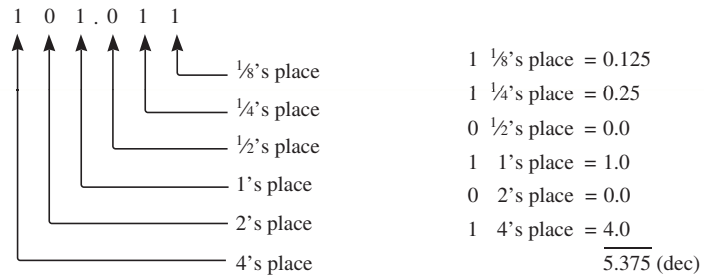 1 0 1 . 0 1 1
⅛'s place
¼'s place
½'s place
1's place
2's place
4's place
1 ⅛'s place = 0.125
1 ¼'s place = 0.25
0 ½'s place = 0.0
1 1's place = 1.0
0 2's place = 0.0
1 4's place = 4.0
5.375 (dec)